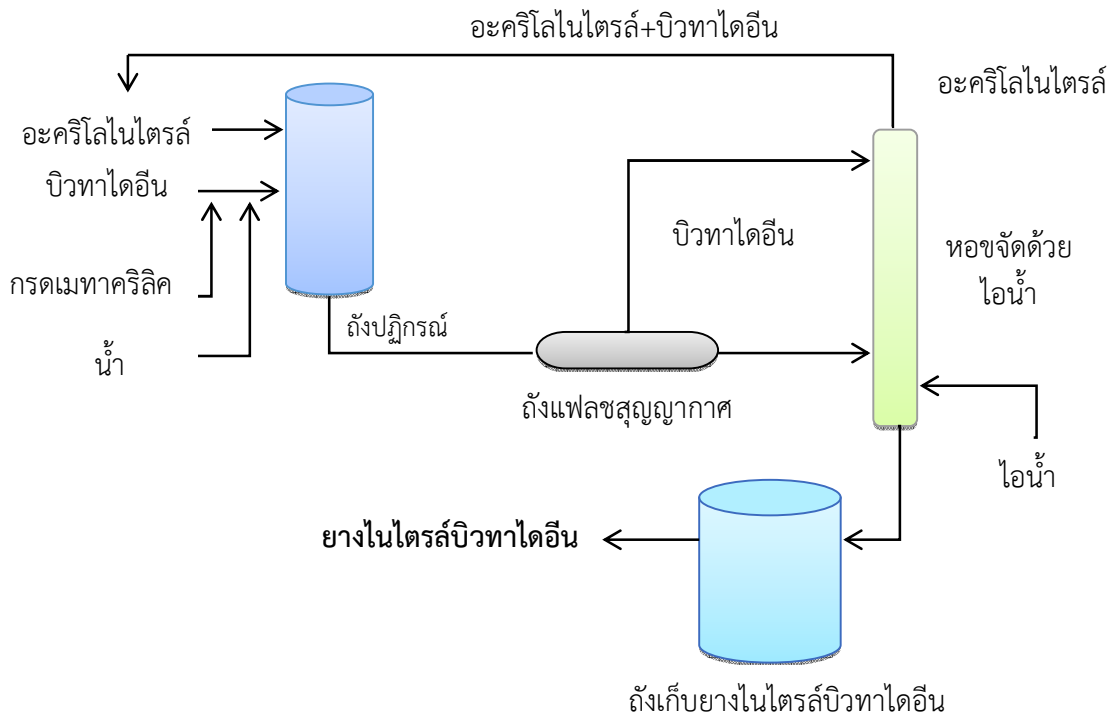 อะคริโลไนไตรล์+บิวทาไดอีน
อะคริโลไนไตรล์
อะคริโลไนไตรล์
บิวทาไดอีน
บิวทาไดอีน
หอขจัดด้วย
ไอน้ำ
กรดเมทาคริลิค
ถังปฏิกรณ์
น้ำ
ถังแฟลชสุญญากาศ
ไอน้ำ
ยางไนไตรล์บิวทาไดอีน
ถังเก็บยางไนไตรล์บิวทาไดอีน